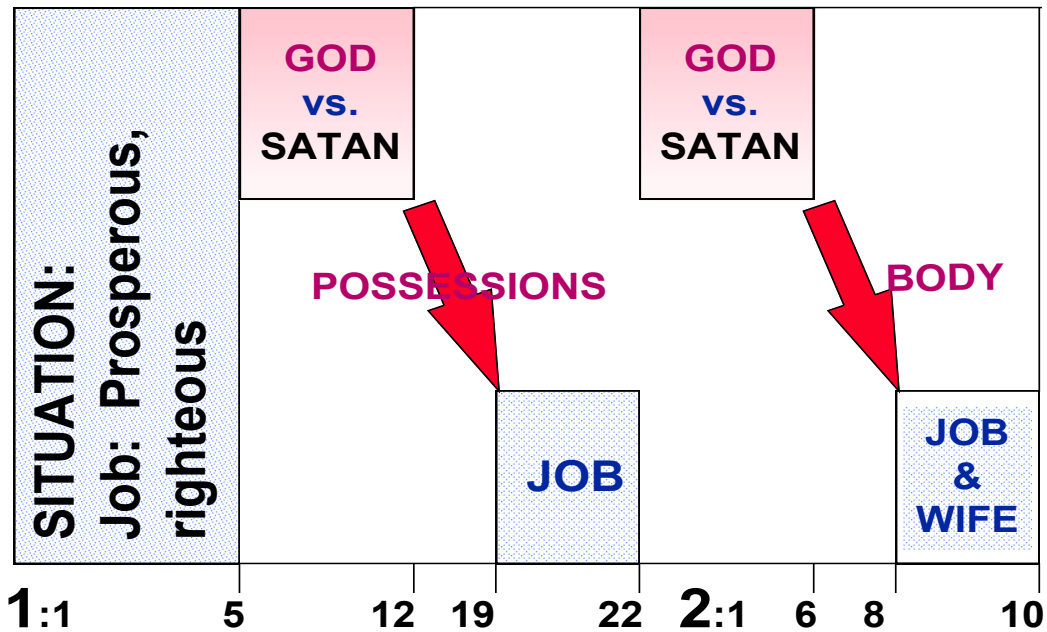 SITUATION:
Job: Prosperous,
righteous
GOD
vs.
SATAN
POSSESSIONS
JOB
GOD
vs.
SATAN
BODY
JOB
&
WIFE
1:1 5 12 19 22 2:1 6 8 10